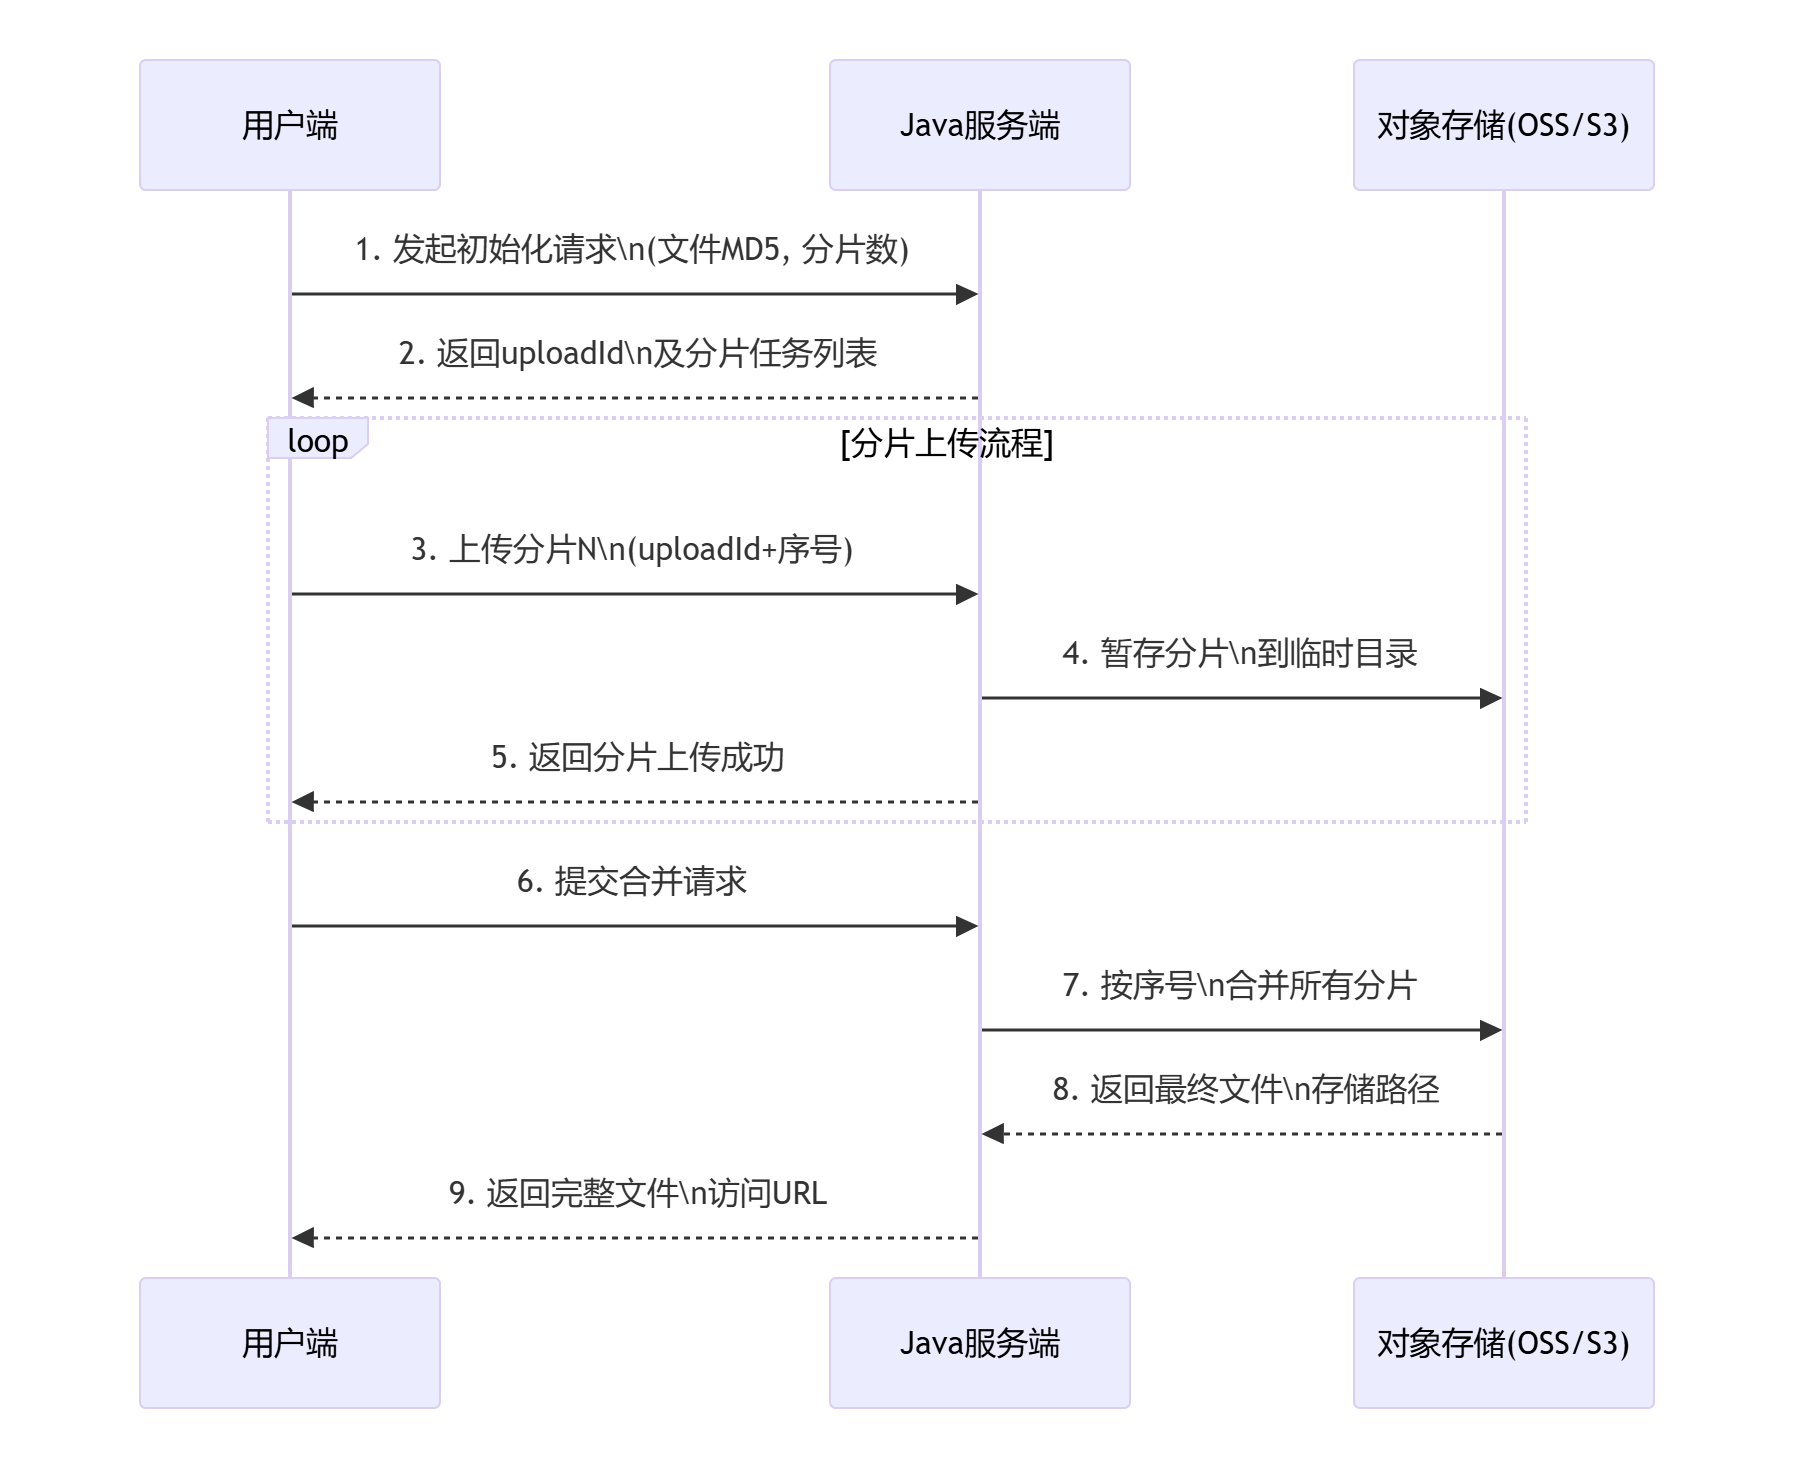 用户端
Java服务端
对象存储(OSS/S3)
1. 发起初始化请求\n(文件MD5, 分片数)
2. 返回uploadId\n及分片任务列表
loop
[分片上传流程]
3. 上传分片N\n(uploadId+序号)
4. 暂存分片\n到临时目录
5. 返回分片上传成功
6. 提交合并请求
7. 按序号\n合并所有分片
8. 返回最终文件\n存储路径
9. 返回完整文件\n访问URL
用户端
Java服务端
对象存储(OSS/S3)